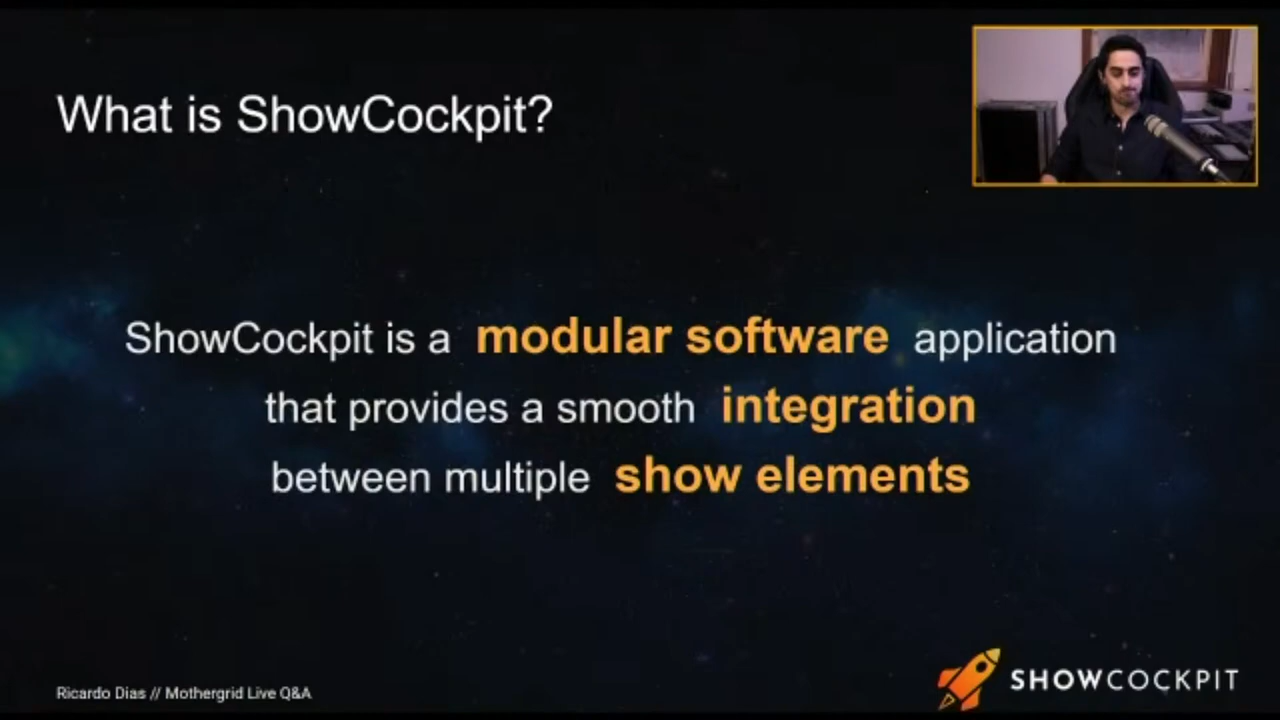 What is ShowCockpit?
ShowCockpit is a modular software application
that provides a smooth integration
between multiple show elements
Ricardo Dias // Mothergrid Live Q&A
SHOWCOCKPIT